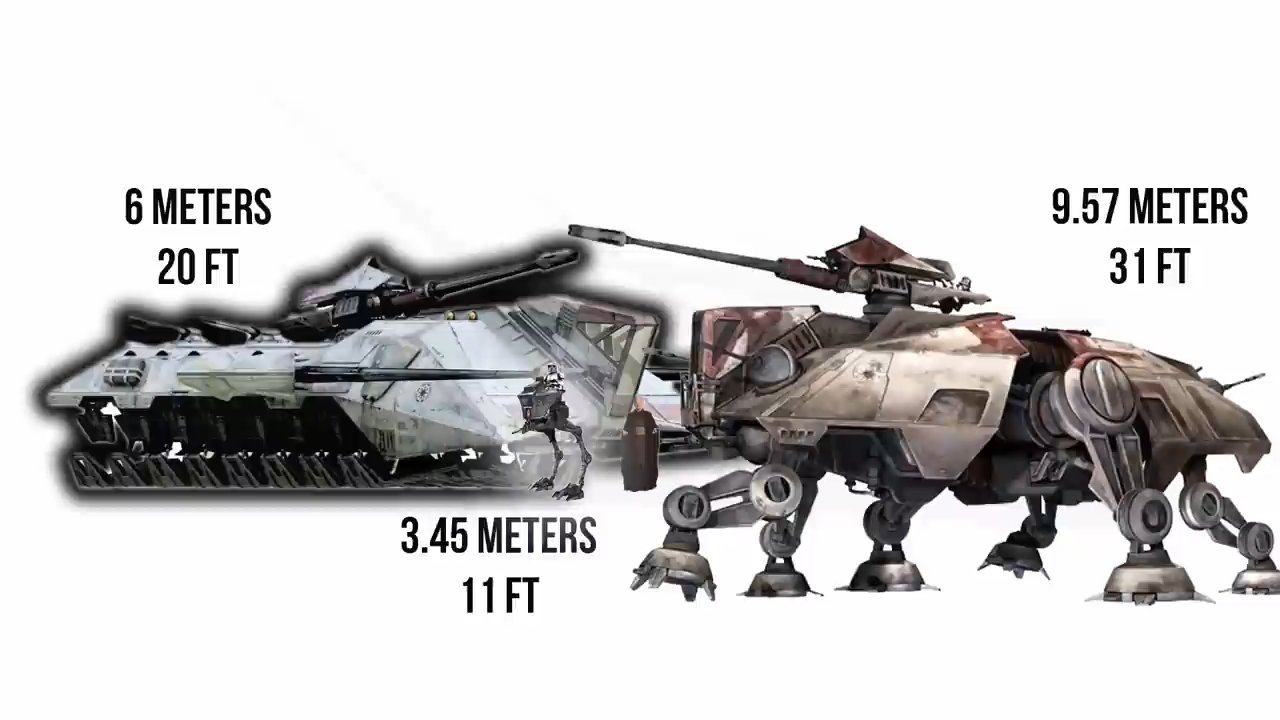 6 METERS
20 FT
9.57 METERS
31 FT
3.45 METERS
11 FT